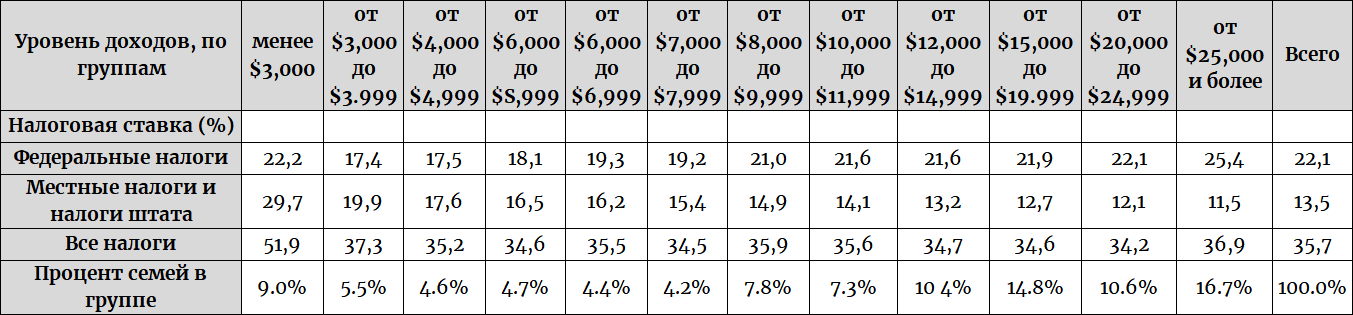 Уровень доходов, по группам | менее $3,000 | от $3,000 до $3.999 | от $4,000 до $4,999 | от $6,000 до $8,999 | от $6,000 до $6,999 | от $7,000 до $7,999 | от $8,000 до $9,999 | от $10,000 до $11,999 | от $12,000 до $14,999 | от $15,000 до $19.999 | от $20,000 до $24,999 | от $25,000 и более | Всего
Налоговая ставка (%)
Федеральные налоги | 22,2 | 17,4 | 17,5 | 18,1 | 19,3 | 19,2 | 21,0 | 21,6 | 21,6 | 21,9 | 22,1 | 25,4 | 22,1
Местные налоги и налоги штата | 29,7 | 19,9 | 17,6 | 16,5 | 16,2 | 15,4 | 14,9 | 14,1 | 13,2 | 12,7 | 12,1 | 11,5 | 13,5
Все налоги | 51,9 | 37,3 | 35,2 | 34,6 | 35,5 | 34,5 | 35,9 | 35,6 | 34,7 | 34,6 | 34,2 | 36,9 | 35,7
Процент семей в группе | 9.0% | 5.5% | 4.6% | 4.7% | 4.4% | 4.2% | 7.8% | 7.3% | 10 4% | 14.8% | 10.6% | 16.7% | 100.0%